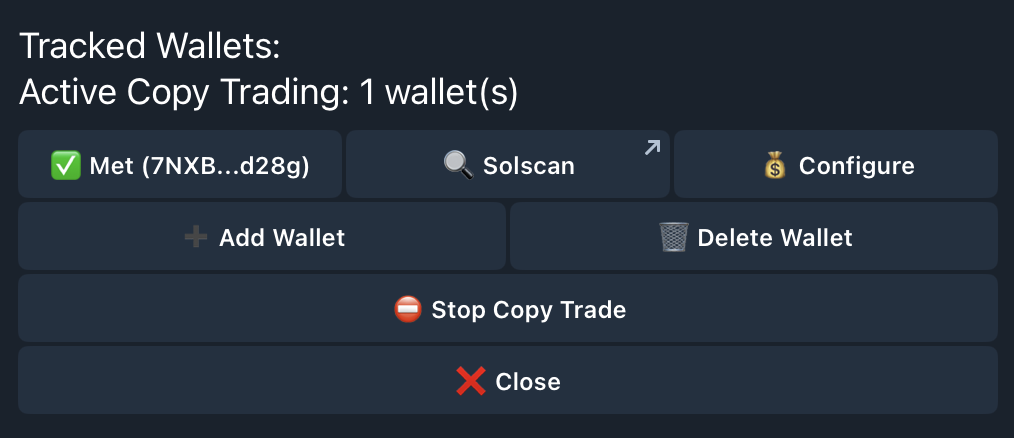 Tracked Wallets:
Active Copy Trading: 1 wallet(s)
✅ Met (7NXB...d28g)
🔍 Solscan
💰 Configure
➕ Add Wallet
🗑️ Delete Wallet
⛔ Stop Copy Trade
❌ Close